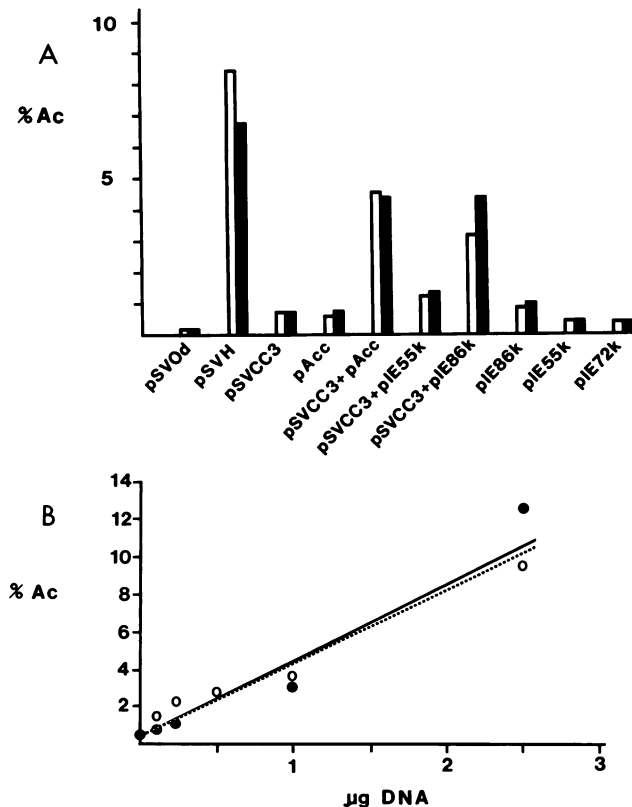 A
% Ac
10
5
pSVOd
pSVH
pSVCC3
pAcc
pSVCC3+pAcc
pSVCC3+pIE55k
pSVCC3+pIE86k
pIE86k
pIE55k
pIE72k
B
% Ac
14
12
10
8
6
4
2
1
2
3
µg DNA